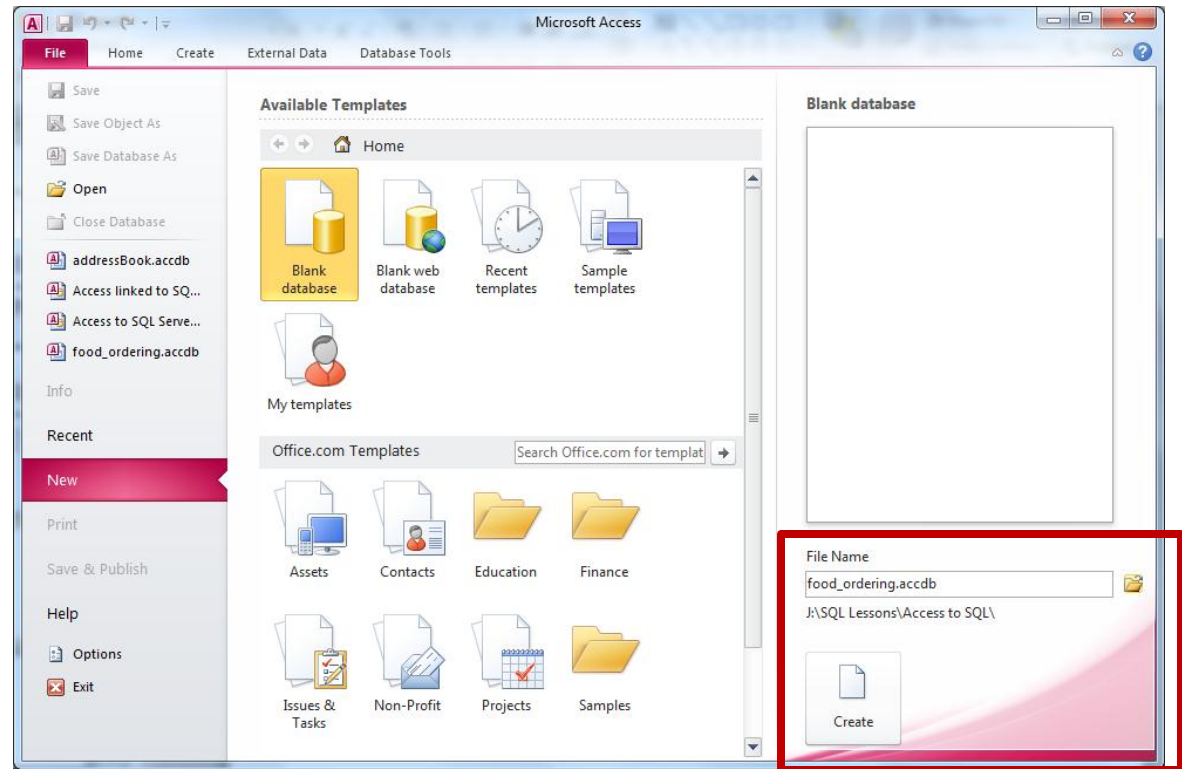 Microsoft Access
File Home Create External Data Database Tools
Save
Save Object As
Save Database As
Open
Close Database
addressBook.accdb
Access linked to SQ...
Access to SQL Serve...
food_ordering.accdb
Info
Recent
New
Print
Save & Publish
Help
Options
Exit
Available Templates
Home
Blank database
Blank web database
Recent templates
Sample templates
My templates
Office.com Templates
Search Office.com for templat
Assets
Contacts
Education
Finance
Issues & Tasks
Non-Profit
Projects
Samples
Blank database
File Name
food_ordering.accdb
J:\SQL Lessons\Access to SQL\
Create